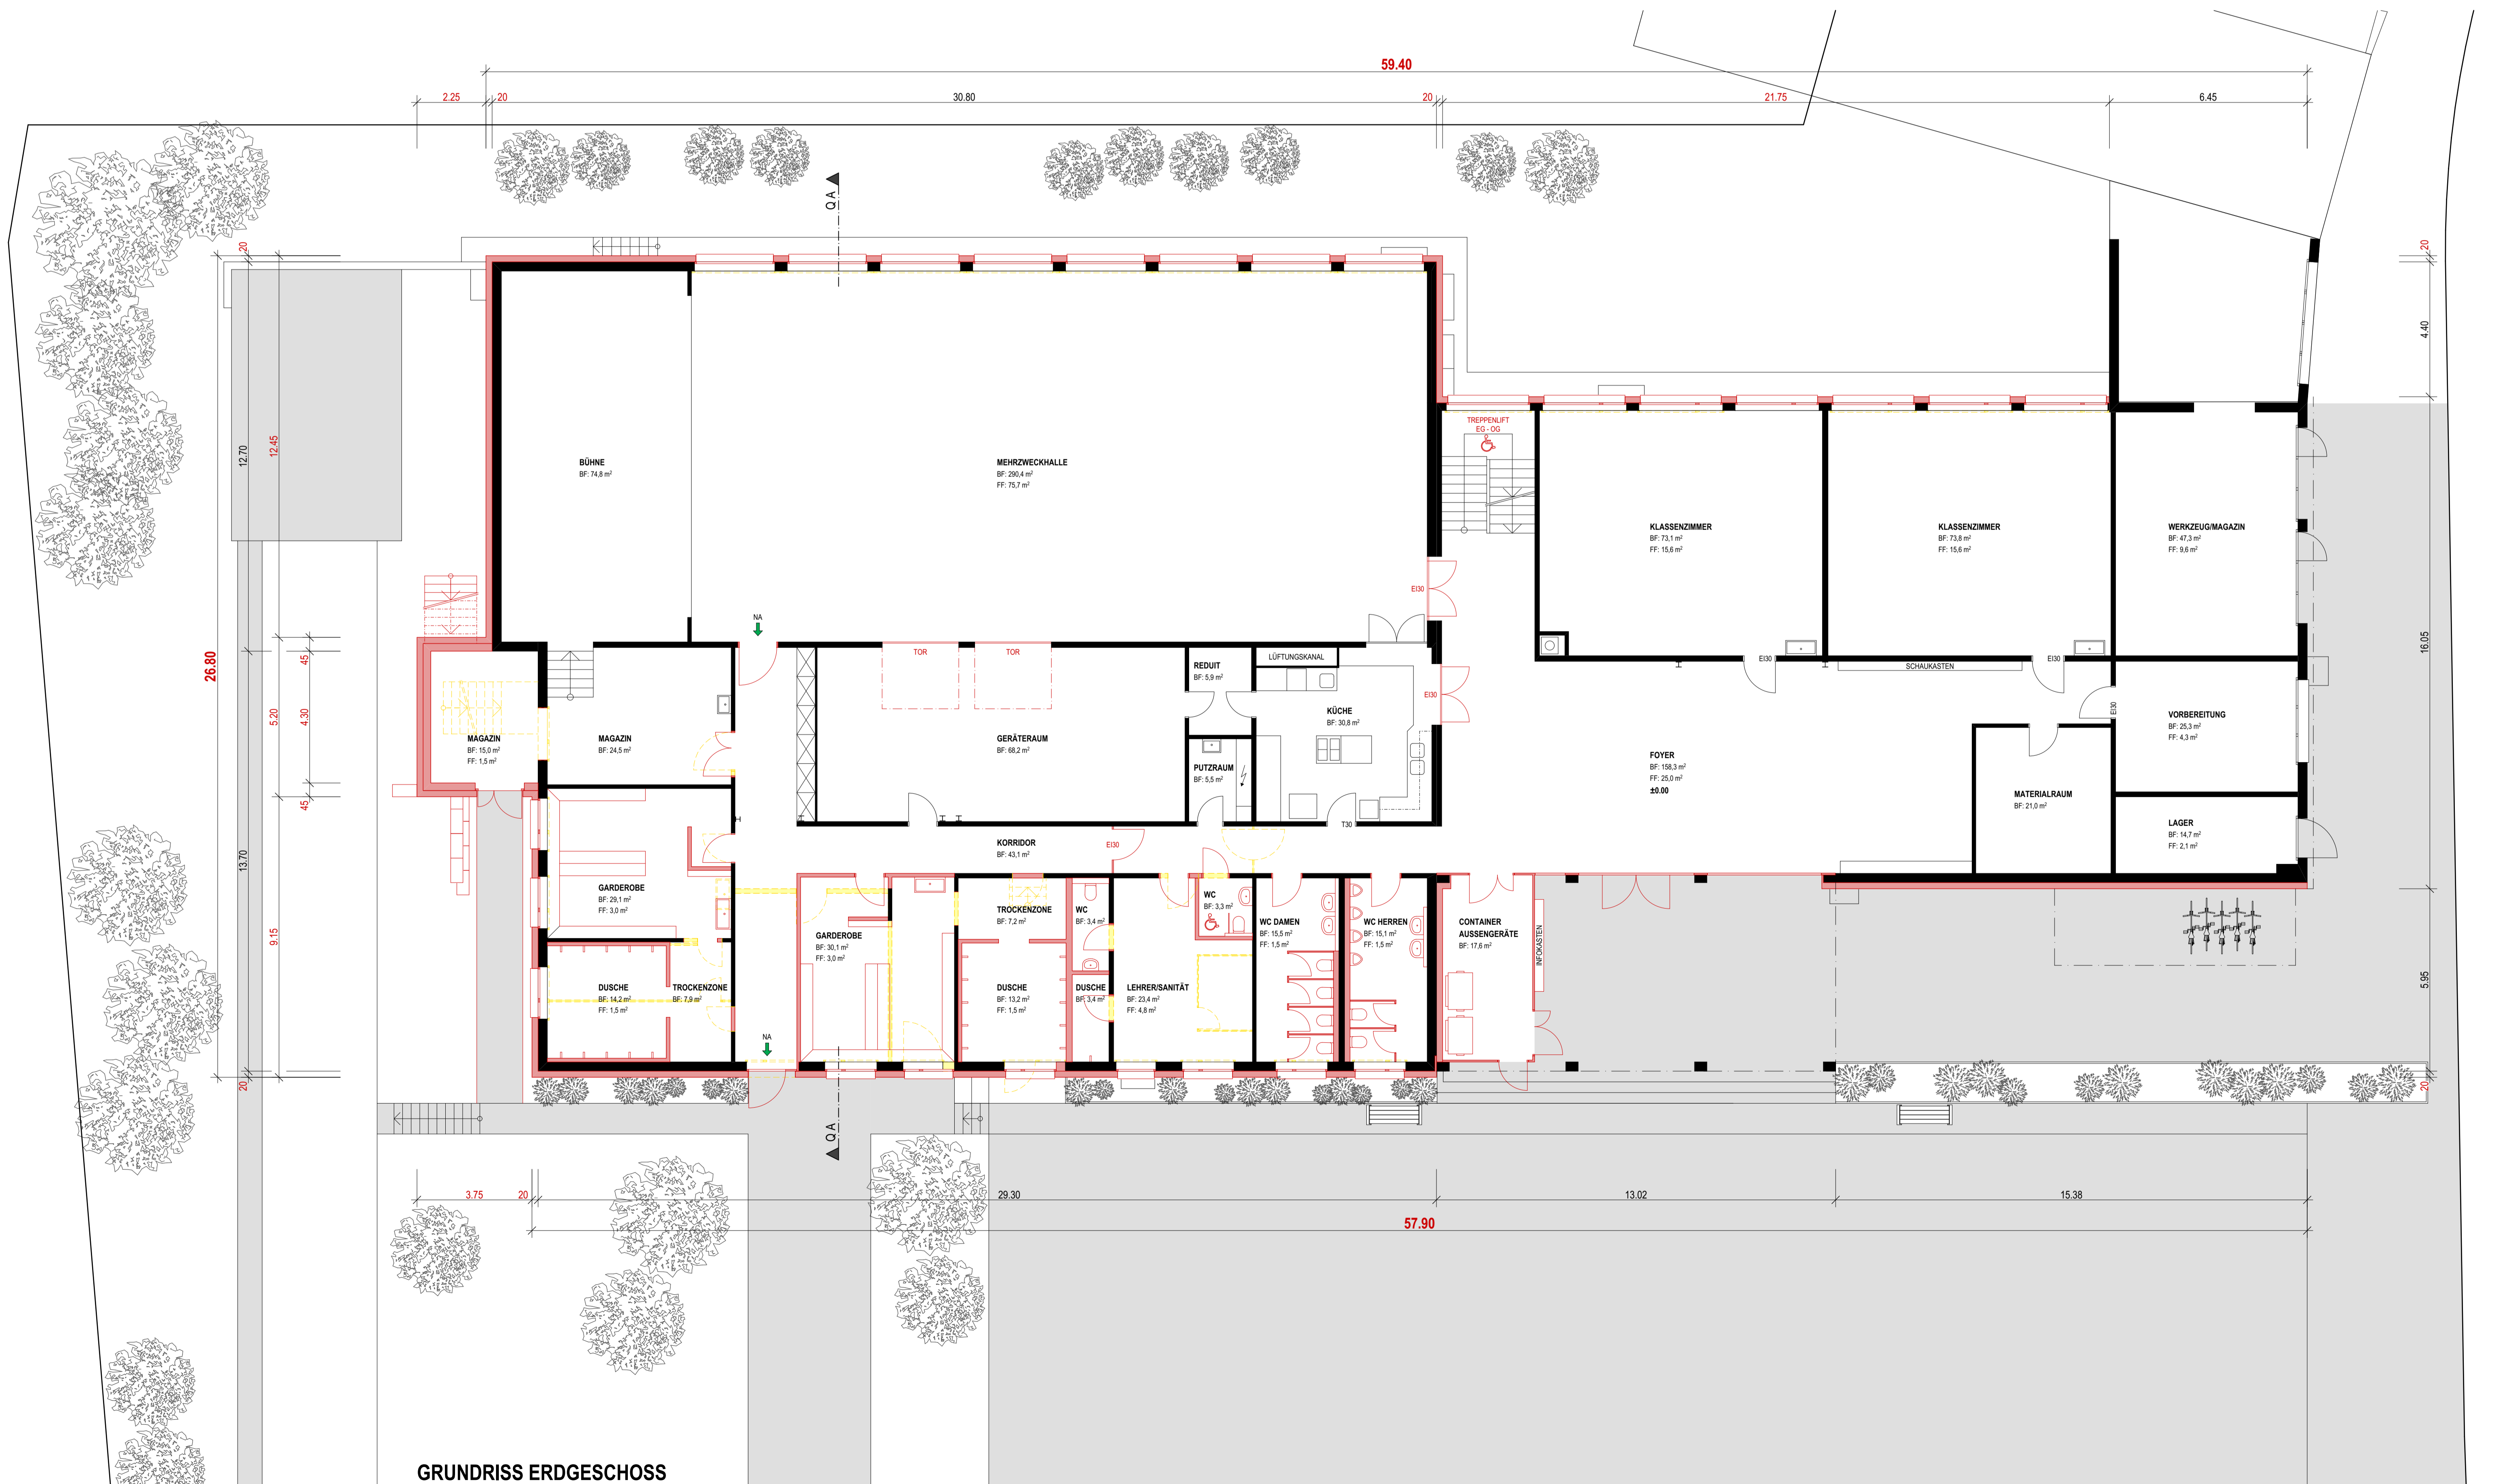 59.40
2.25
20
30.80
20
21.75
6.45
Q A
20
12.70
12.45
26.80
45
5.20
4.30
45
13.70
9.15
20
20
4.40
16.05
5.95
20
BÜHNE
BF: 74,8 m²
MEHRZWECKHALLE
BF: 290,4 m²
FF: 75,7 m²
TREPPENLIFT
EG - OG
KLASSENZIMMER
BF: 73,1 m²
FF: 15,6 m²
KLASSENZIMMER
BF: 73,8 m²
FF: 15,6 m²
WERKZEUG/MAGAZIN
BF: 47,3 m²
FF: 9,6 m²
EI30
NA
TOR
TOR
REDUIT
BF: 5,9 m²
LÜFTUNGSKANAL
EI30
SCHAUKASTEN
EI30
EI30
EI30
MAGAZIN
BF: 15,0 m²
FF: 1,5 m²
MAGAZIN
BF: 24,5 m²
GERÄTERAUM
BF: 68,2 m²
KÜCHE
BF: 30,8 m²
PUTZRAUM
BF: 5,5 m²
FOYER
BF: 158,3 m²
FF: 25,0 m²
±0.00
VORBEREITUNG
BF: 25,3 m²
FF: 4,3 m²
MATERIALRAUM
BF: 21,0 m²
LAGER
BF: 14,7 m²
FF: 2,1 m²
T30
KORRIDOR
BF: 43,1 m²
EI30
GARDEROBE
BF: 29,1 m²
FF: 3,0 m²
GARDEROBE
BF: 30,1 m²
FF: 3,0 m²
TROCKENZONE
BF: 7,2 m²
WC
BF: 3,4 m²
WC
BF: 3,3 m²
WC DAMEN
BF: 15,5 m²
FF: 1,5 m²
WC HERREN
BF: 15,1 m²
FF: 1,5 m²
CONTAINER
AUSSENGERÄTE
BF: 17,6 m²
INFOKASTEN
DUSCHE
BF: 14,2 m²
FF: 1,5 m²
TROCKENZONE
BF: 7,9 m²
DUSCHE
BF: 13,2 m²
FF: 1,5 m²
DUSCHE
BF: 3,4 m²
LEHRER/SANITÄT
BF: 23,4 m²
FF: 4,8 m²
NA
Q A
3.75
20
29.30
13.02
15.38
57.90
GRUNDRISS ERDGESCHOSS